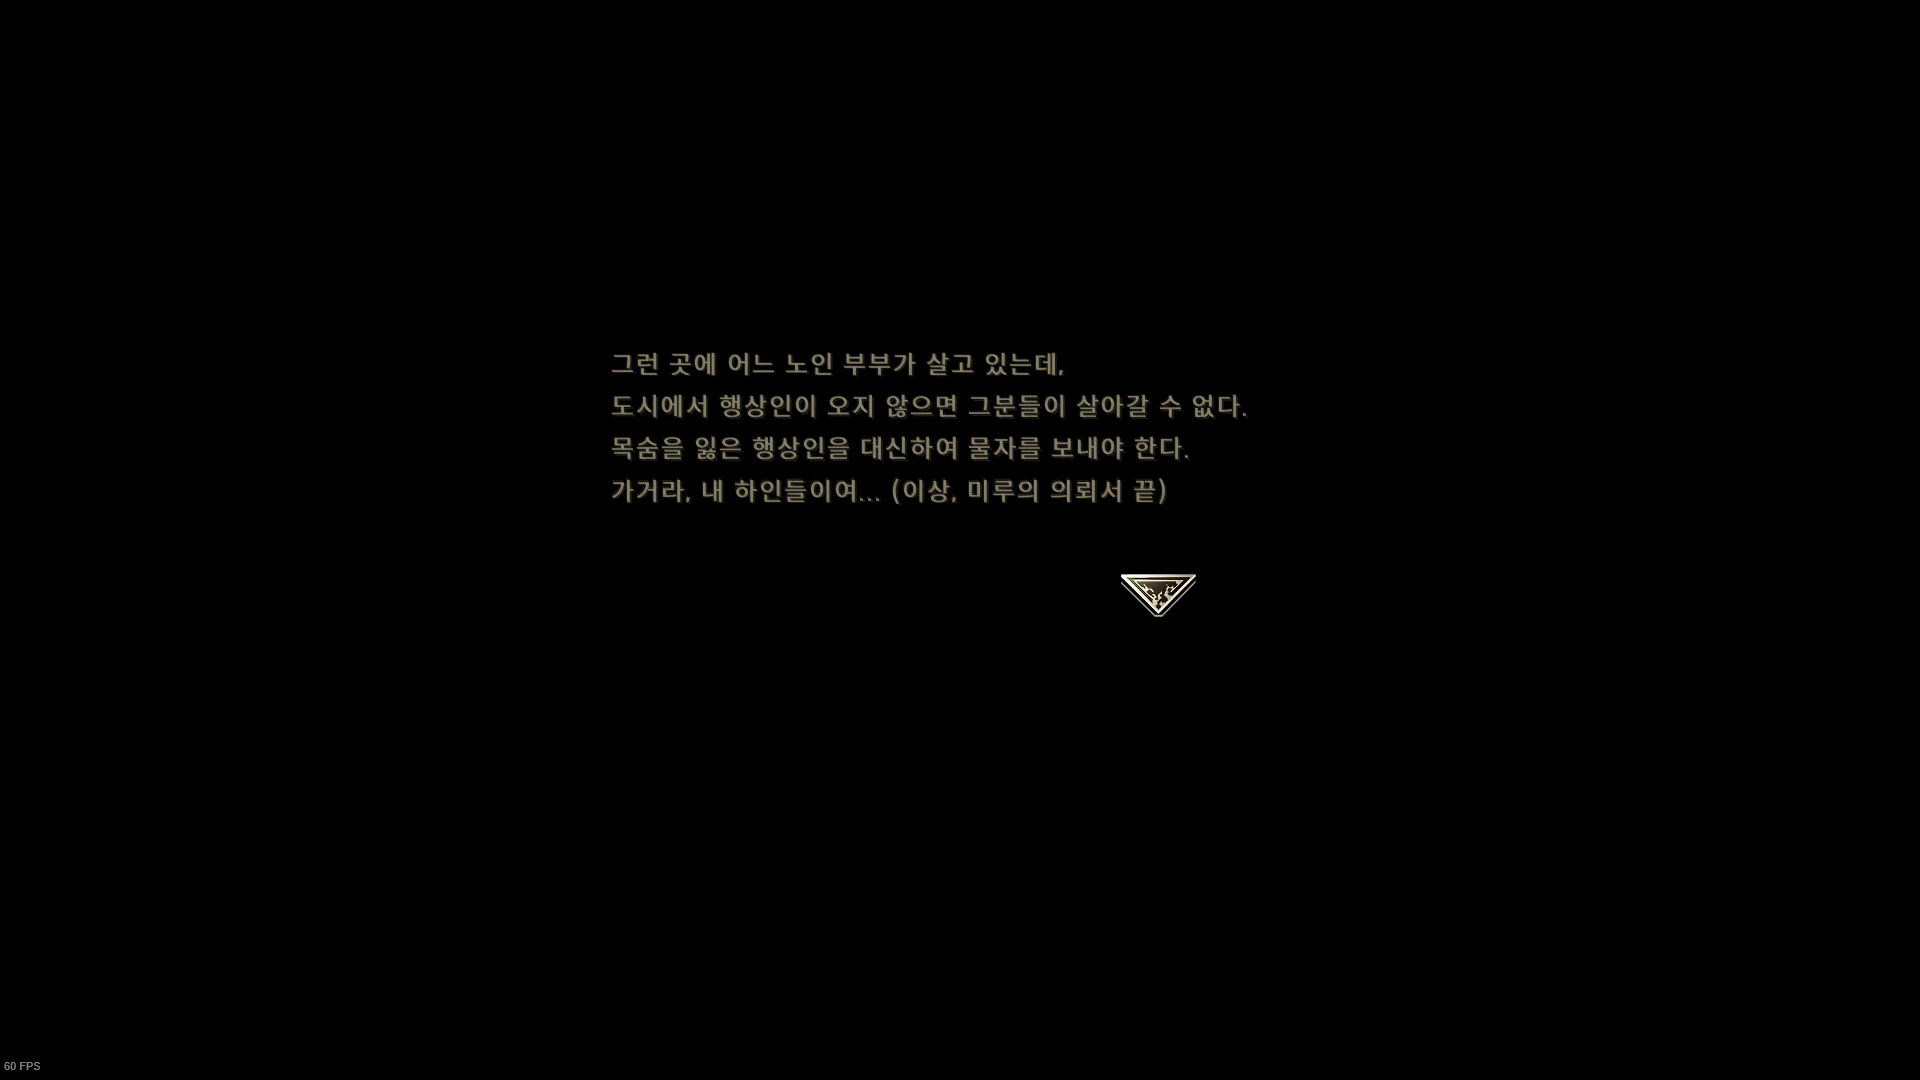 그런 곳에 어느 노인 부부가 살고 있는데,
도시에서 행상인이 오지 않으면 그분들이 살아갈 수 없다.
목숨을 잃은 행상인을 대신하여 물자를 보내야 한다.
가거라, 내 하인들이여... (이상, 미루의 의뢰서 끝)
60 FPS